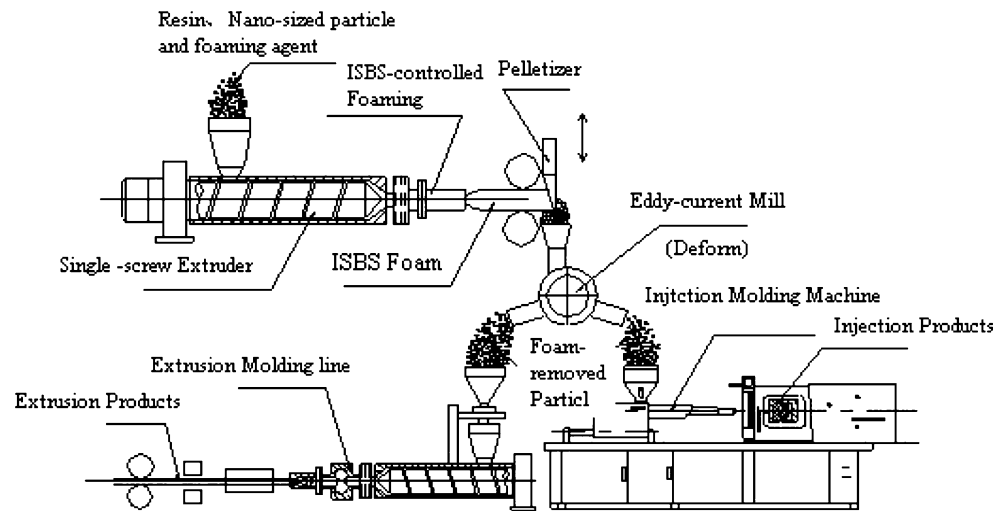 Resin、 Nano-sized particle
and foaming agent
ISBS-controlled
Foaming
Pelletizer
Eddy-current Mill
(Deform)
Single -screw Extruder
ISBS Foam
Injtction Molding Machine
Injection Products
Foam-
removed
Particl
Extrusion Molding line
Extrusion Products